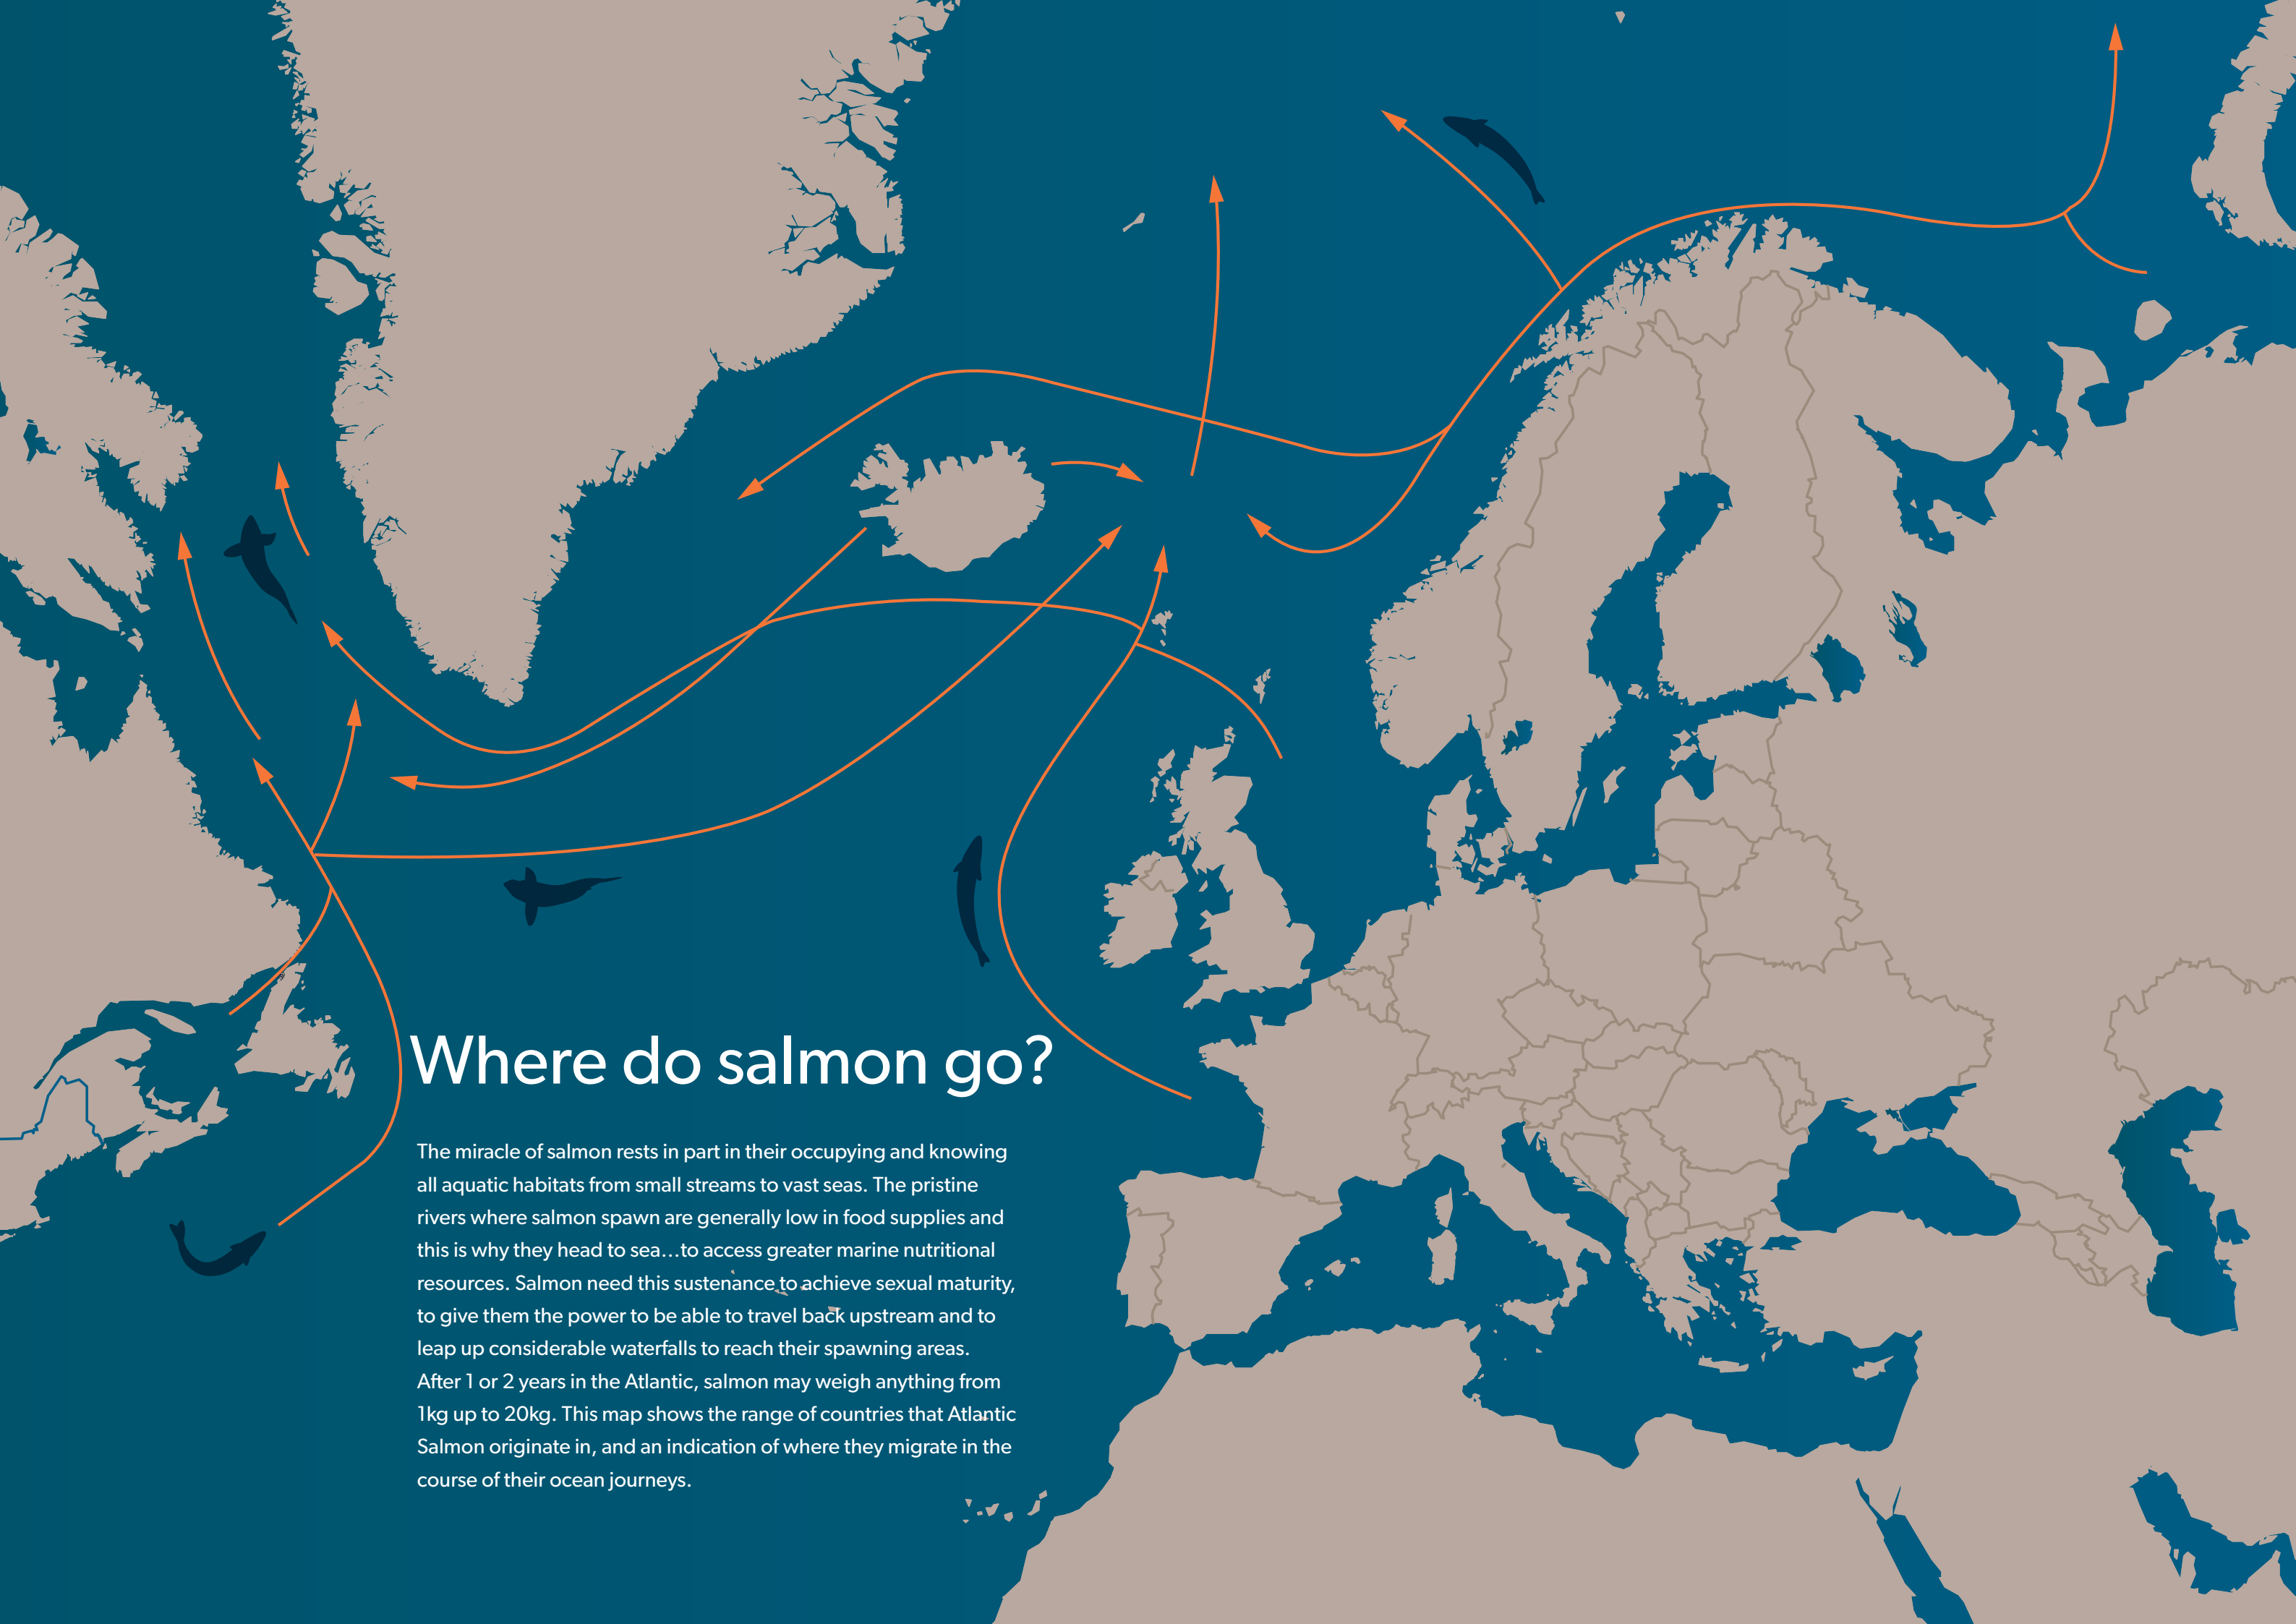 Where do salmon go?
The miracle of salmon rests in part in their occupying and knowing
all aquatic habitats from small streams to vast seas. The pristine
rivers where salmon spawn are generally low in food supplies and
this is why they head to sea...to access greater marine nutritional
resources. Salmon need this sustenance to achieve sexual maturity,
to give them the power to be able to travel back upstream and to
leap up considerable waterfalls to reach their spawning areas.
After 1 or 2 years in the Atlantic, salmon may weigh anything from
1kg up to 20kg. This map shows the range of countries that Atlantic
Salmon originate in, and an indication of where they migrate in the
course of their ocean journeys.